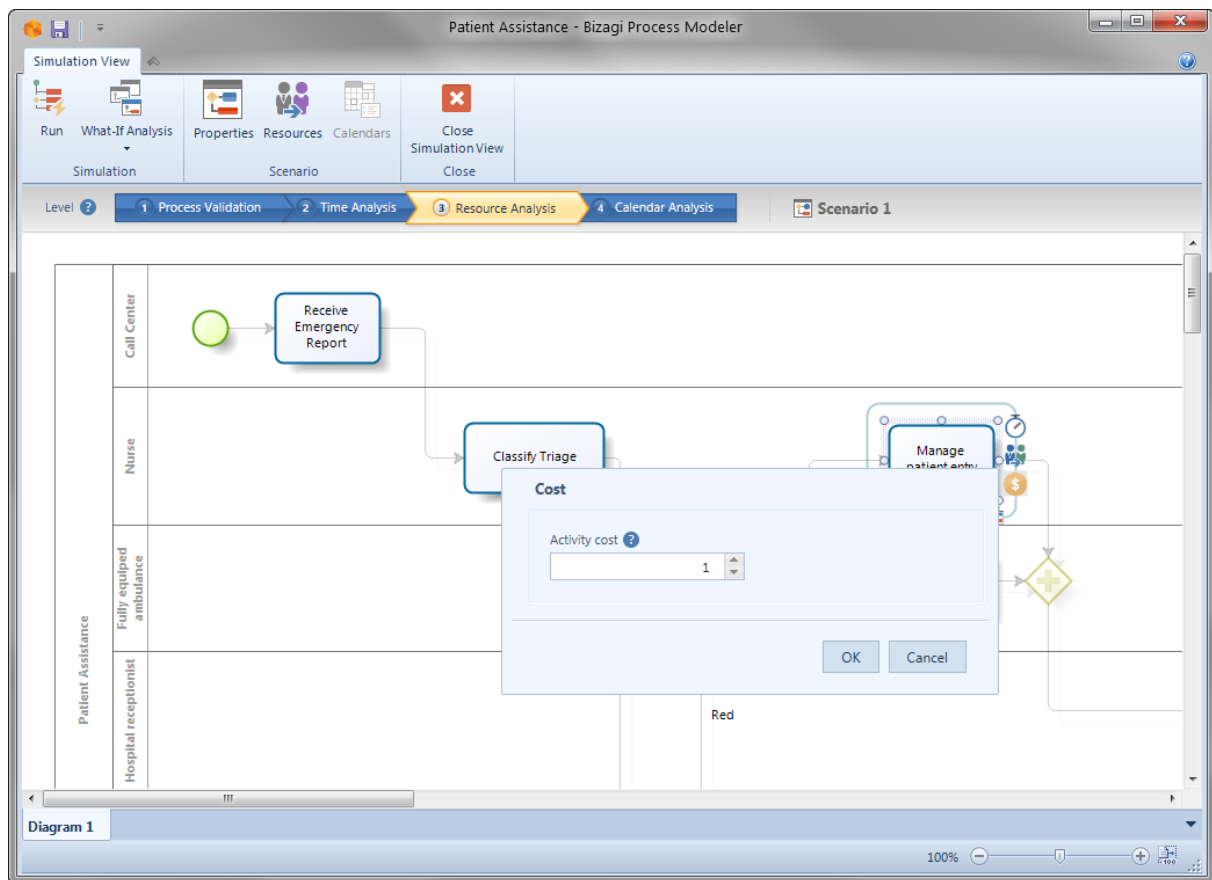 Patient Assistance - Bizagi Process Modeler
Simulation View
Run
What-If Analysis
Properties
Resources
Calendars
Close
Simulation View
Simulation
Scenario
Close
Level ?
1 Process Validation
2 Time Analysis
3 Resource Analysis
4 Calendar Analysis
Scenario 1
Patient Assistance
Call Center
Receive
Emergency
Report
Nurse
Classify Triage
Manage
patient entry
$
Cost
Activity cost ?
1
OK
Cancel
Fully equiped
ambulance
Hospital receptionist
Red
Diagram 1
100%